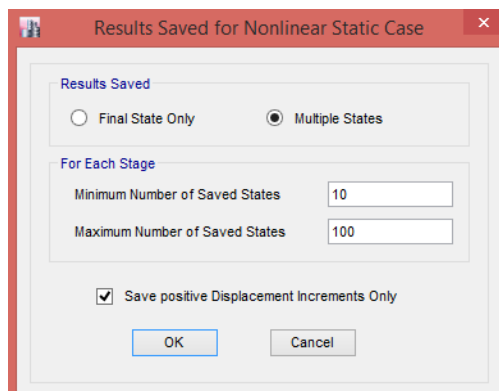 Results Saved for Nonlinear Static Case
Results Saved
Final State Only
Multiple States
For Each Stage
Minimum Number of Saved States
10
Maximum Number of Saved States
100
Save positive Displacement Increments Only
OK
Cancel